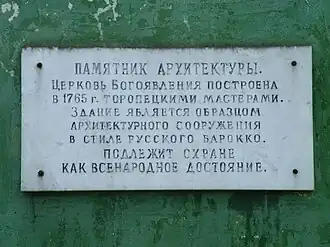 ПАМЯТНИК АРХИТЕКТУРЫ.
ЦЕРКОВЬ БОГОЯВЛЕНИЯ ПОСТРОЕНА
В 1765 г. ТОРОПЕЦКИМИ МАСТЕРАМИ.
ЗДАНИЕ ЯВЛЯЕТСЯ ОБРАЗЦОМ
АРХИТЕКТУРНОГО СООРУЖЕНИЯ
В СТИЛЕ РУССКОГО БАРОККО.
ПОДЛЕЖИТ ОХРАНЕ
КАК ВСЕНАРОДНОЕ ДОСТОЯНИЕ.